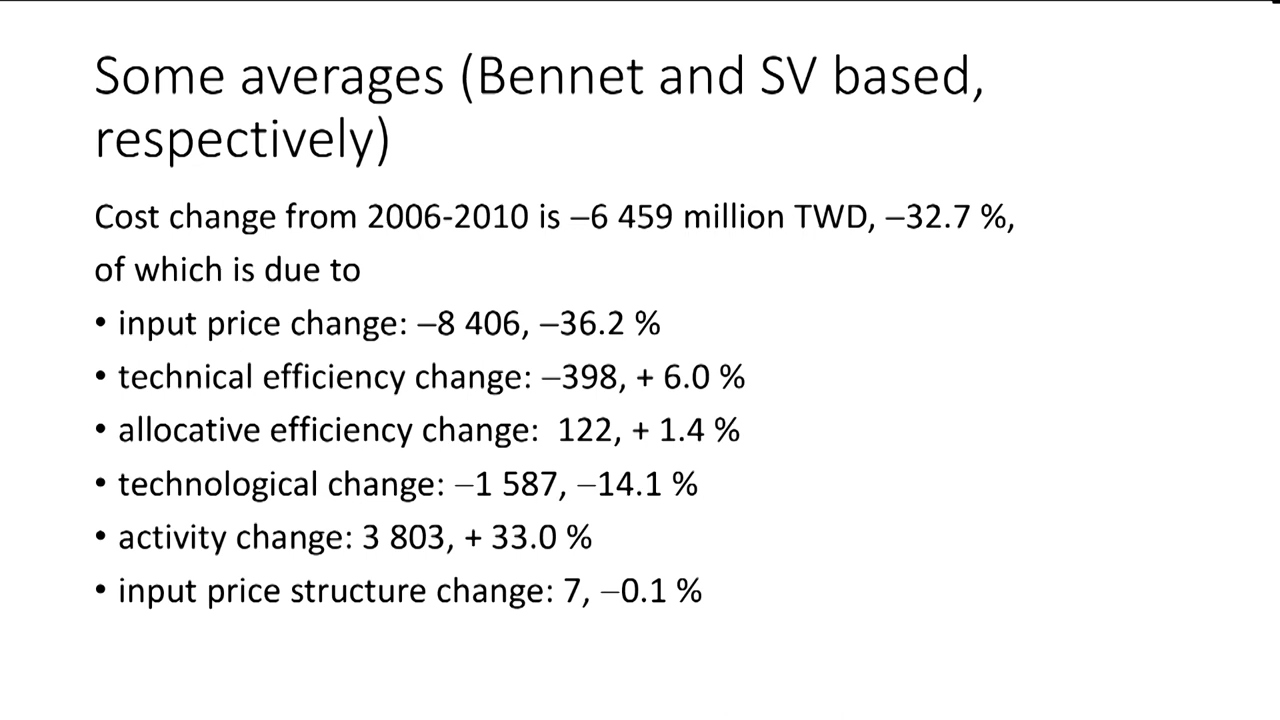 Some averages (Bennet and SV based,
respectively)
Cost change from 2006-2010 is –6 459 million TWD, –32.7 %,
of which is due to
• input price change: –8 406, –36.2 %
• technical efficiency change: –398, + 6.0 %
• allocative efficiency change:  122, + 1.4 %
• technological change: –1 587, –14.1 %
• activity change: 3 803, + 33.0 %
• input price structure change: 7, –0.1 %